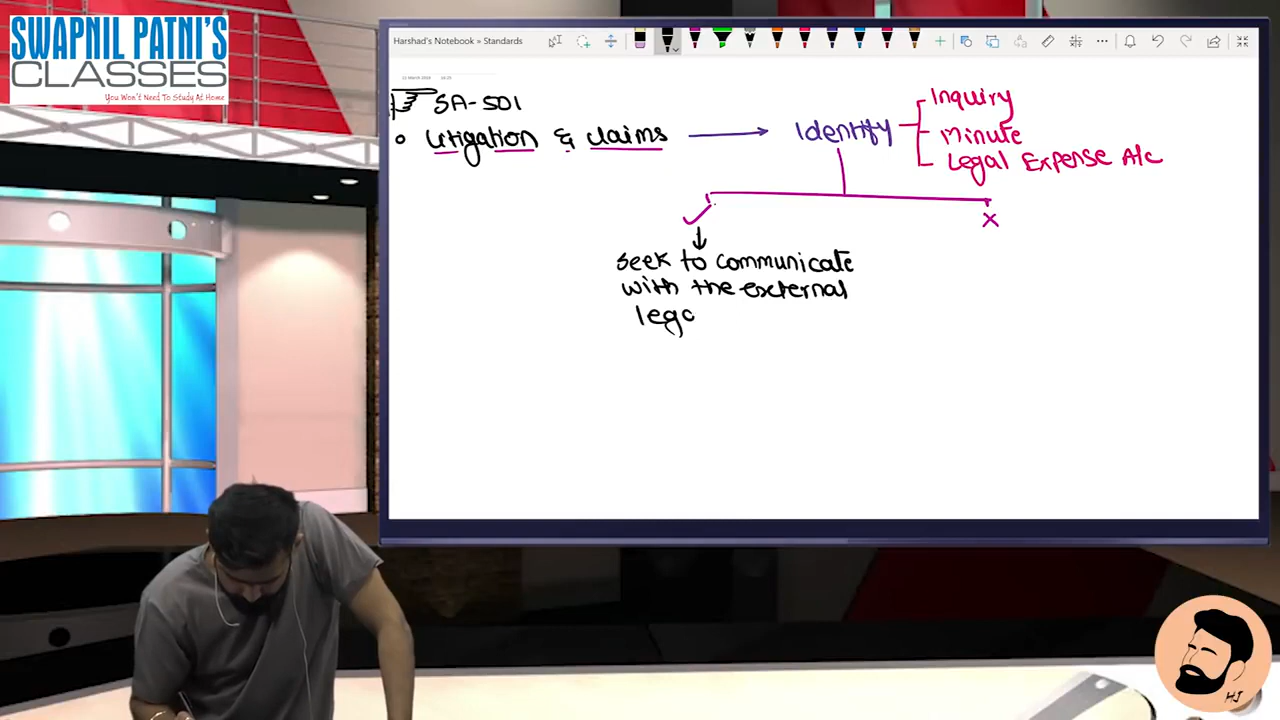 SWAPNIL PATNI'S
CLASSES
You Won't Need To Study At Home
Harshad's Notebook » Standards
SA-501
Litigation & claims
Identify
Inquiry
Minute
Legal Expense A/c
x
Seek to communicate
with the external
lega
HJ